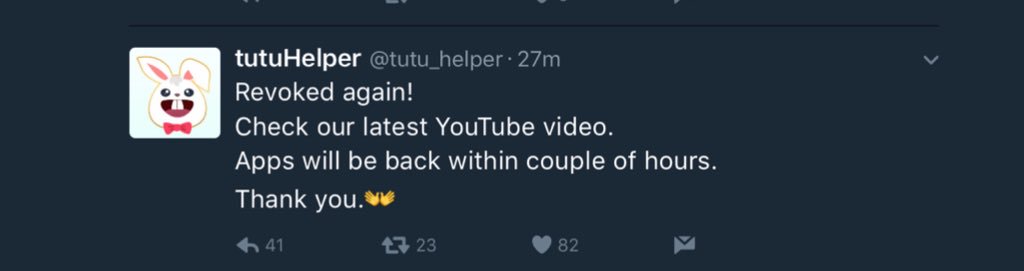 tutuHelper @tutu_helper · 27m
Revoked again!
Check our latest YouTube video.
Apps will be back within couple of hours.
Thank you.👐
41 23 82